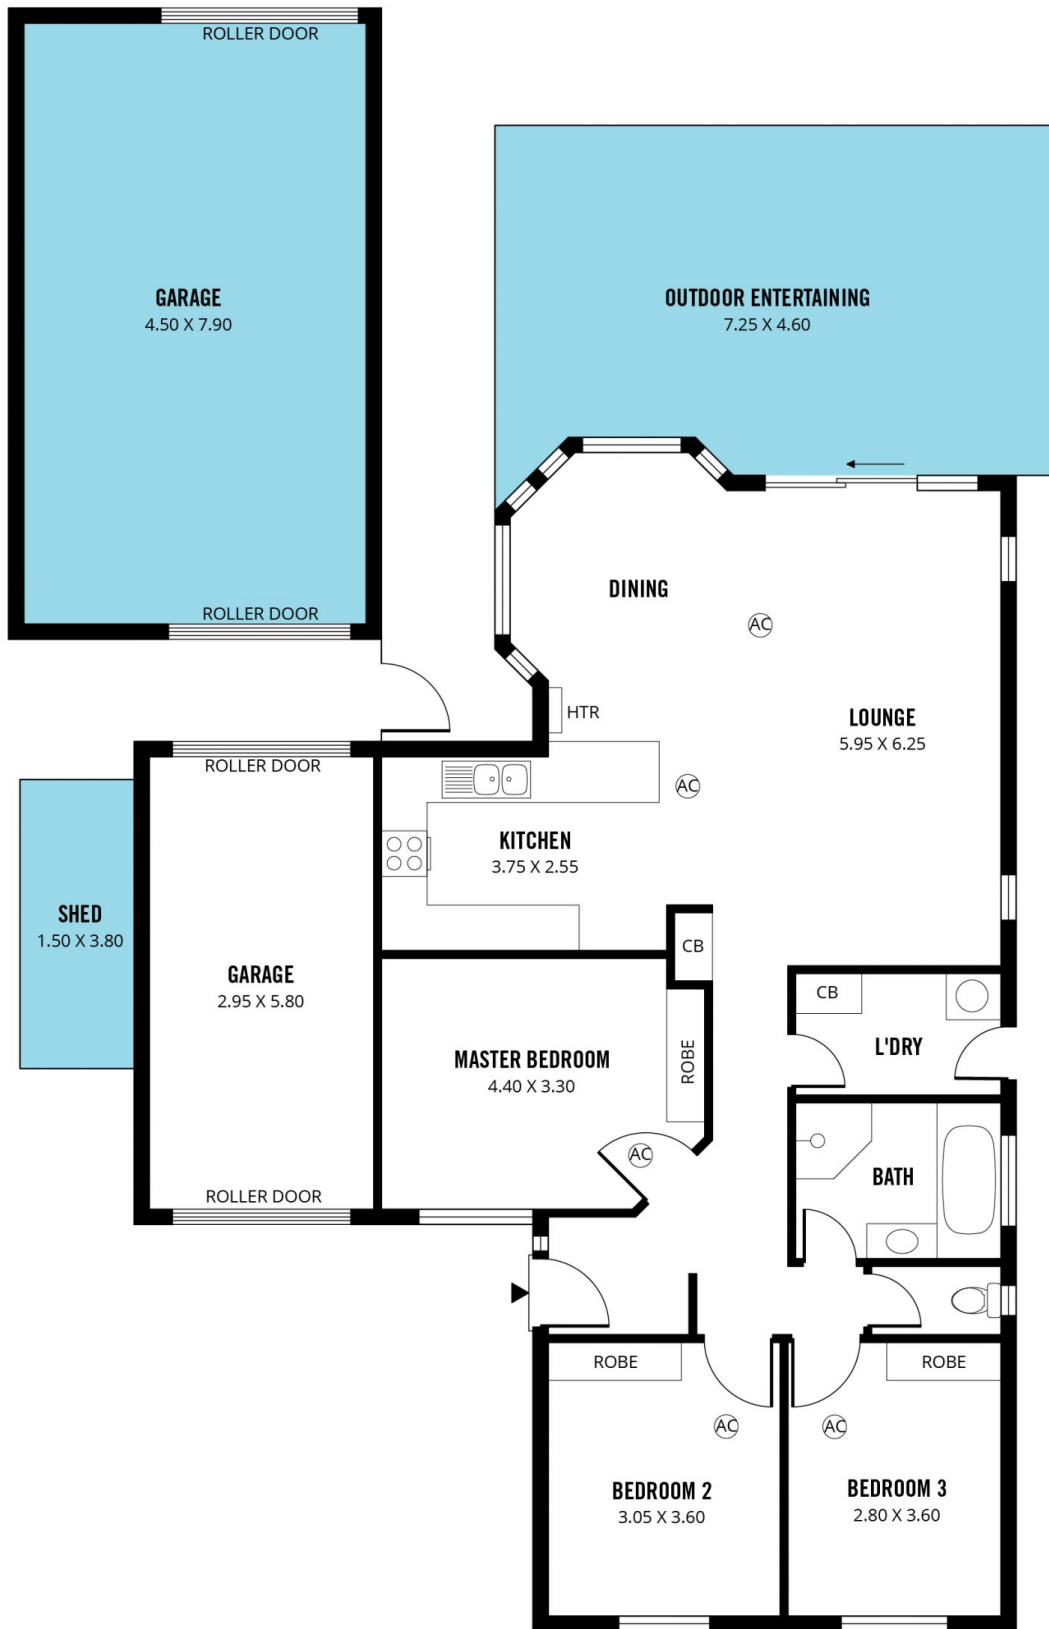 ROLLER DOOR
GARAGE
4.50 X 7.90
ROLLER DOOR
OUTDOOR ENTERTAINING
7.25 X 4.60
DINING
AC
HTR
LOUNGE
5.95 X 6.25
AC
KITCHEN
3.75 X 2.55
ROLLER DOOR
SHED
1.50 X 3.80
GARAGE
2.95 X 5.80
ROLLER DOOR
CB
MASTER BEDROOM
4.40 X 3.30
ROBE
AC
CB
L'DRY
BATH
ROBE
AC
BEDROOM 2
3.05 X 3.60
ROBE
AC
BEDROOM 3
2.80 X 3.60